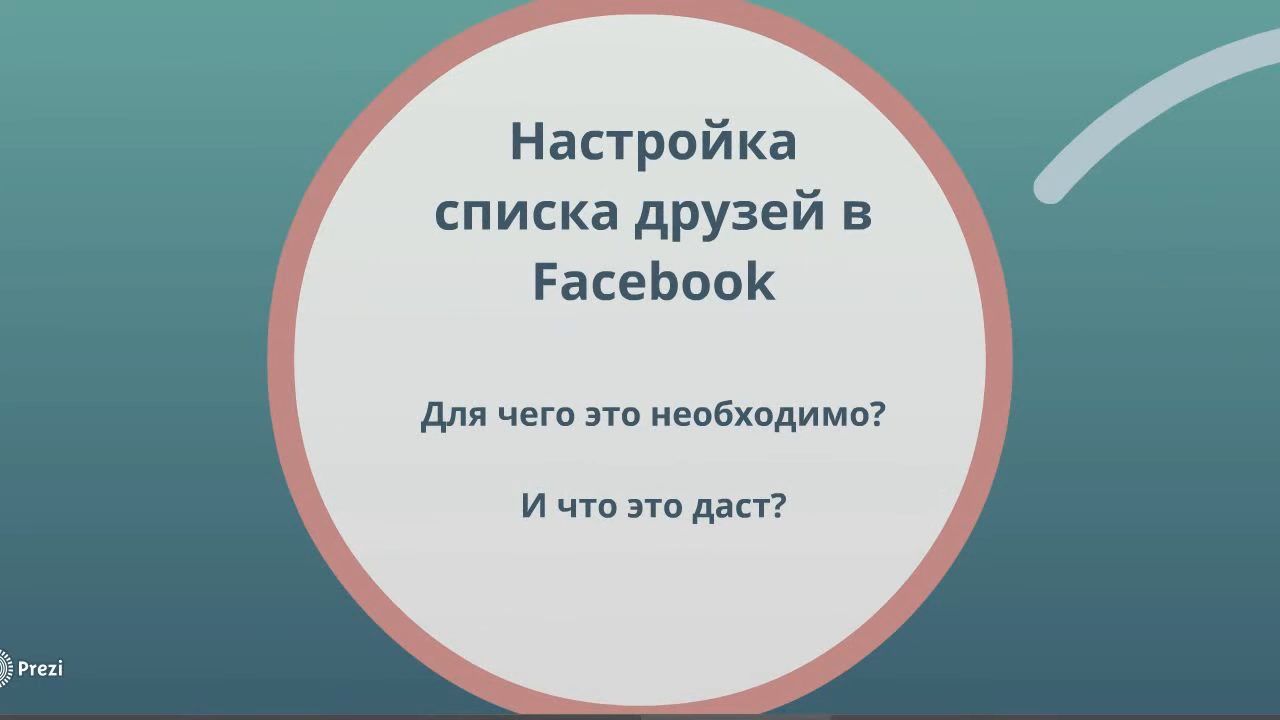 Настройка
списка друзей в
Facebook
Для чего это необходимо?
И что это даст?
Prezi